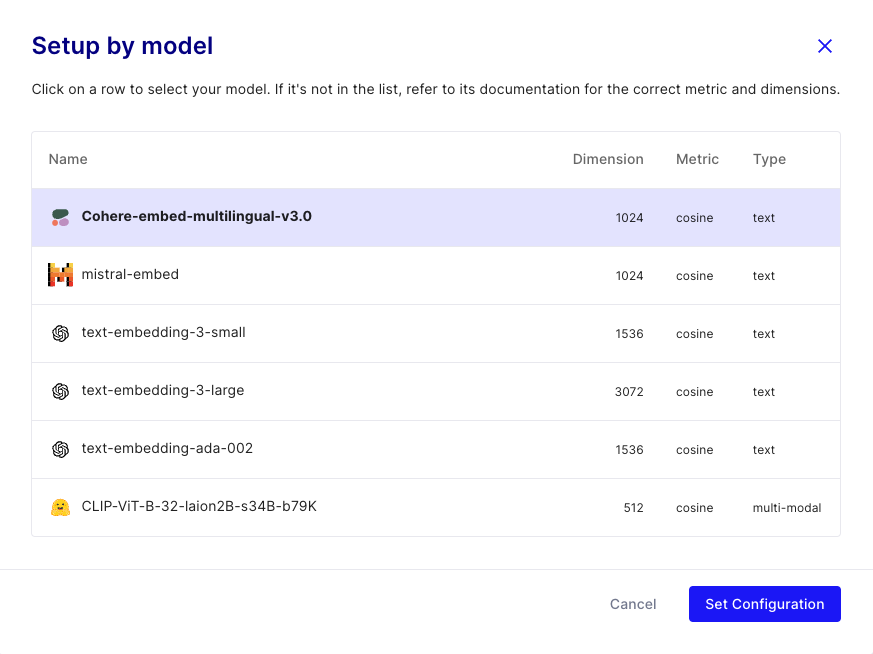 Setup by model
Click on a row to select your model. If it's not in the list, refer to its documentation for the correct metric and dimensions.
Name Dimension Metric Type
Cohere-embed-multilingual-v3.0 1024 cosine text
mistral-embed 1024 cosine text
text-embedding-3-small 1536 cosine text
text-embedding-3-large 3072 cosine text
text-embedding-ada-002 1536 cosine text
CLIP-ViT-B-32-laion2B-s34B-b79K 512 cosine multi-modal
Cancel Set Configuration